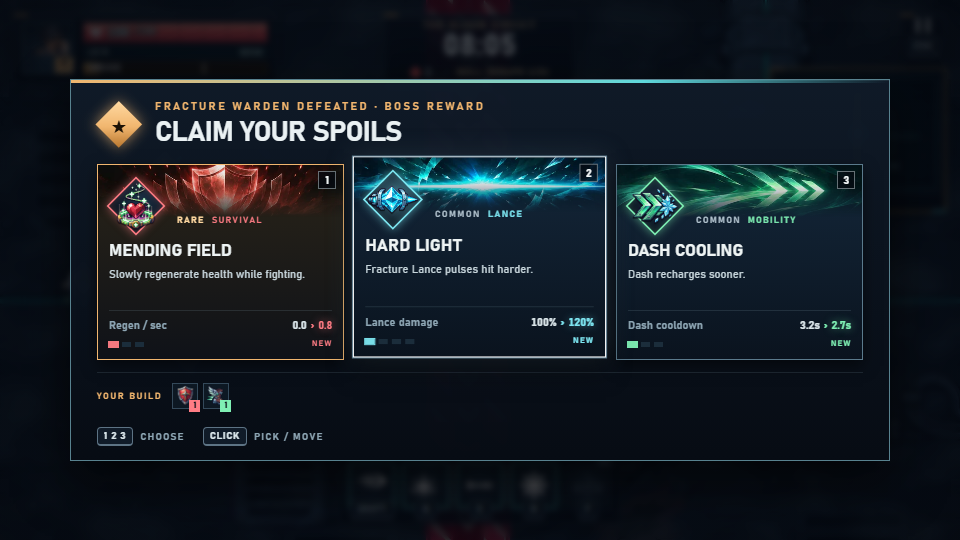 08:05
FRACTURE WARDEN DEFEATED · BOSS REWARD
CLAIM YOUR SPOILS
1
RARE SURVIVAL
MENDING FIELD
Slowly regenerate health while fighting.
Regen / sec 0.0 › 0.8
NEW
2
COMMON LANCE
HARD LIGHT
Fracture Lance pulses hit harder.
Lance damage 100% › 120%
NEW
3
COMMON MOBILITY
DASH COOLING
Dash recharges sooner.
Dash cooldown 3.2s › 2.7s
NEW
YOUR BUILD 1 1
1 2 3 CHOOSE CLICK PICK / MOVE